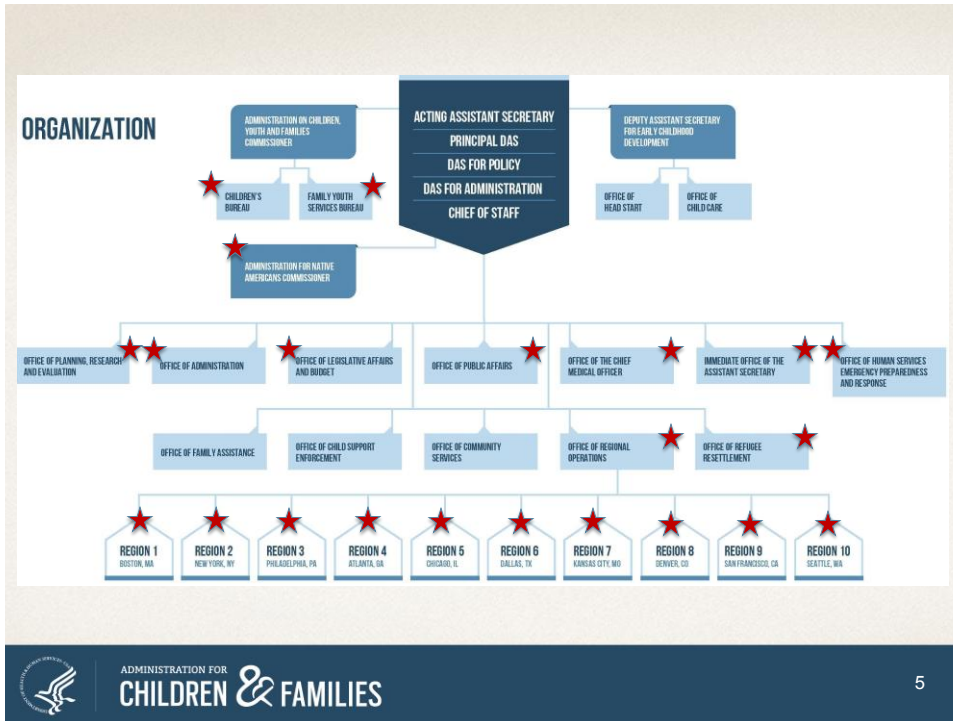 ORGANIZATION
ADMINISTRATION ON CHILDREN,
YOUTH AND FAMILIES
COMMISSIONER
CHILDREN'S
BUREAU
FAMILY YOUTH
SERVICES BUREAU
ACTING ASSISTANT SECRETARY
PRINCIPAL DAS
DAS FOR POLICY
DAS FOR ADMINISTRATION
CHIEF OF STAFF
DEPUTY ASSISTANT SECRETARY
FOR EARLY CHILDHOOD
DEVELOPMENT
OFFICE OF
HEAD START
OFFICE OF
CHILD CARE
ADMINISTRATION FOR NATIVE
AMERICANS COMMISSIONER
OFFICE OF PLANNING, RESEARCH
AND EVALUATION
OFFICE OF ADMINISTRATION
OFFICE OF LEGISLATIVE AFFAIRS
AND BUDGET
OFFICE OF PUBLIC AFFAIRS
OFFICE OF THE CHIEF
MEDICAL OFFICER
IMMEDIATE OFFICE OF THE
ASSISTANT SECRETARY
OFFICE OF HUMAN SERVICES
EMERGENCY PREPAREDNESS
AND RESPONSE
OFFICE OF FAMILY ASSISTANCE
OFFICE OF CHILD SUPPORT
ENFORCEMENT
OFFICE OF COMMUNITY
SERVICES
OFFICE OF REGIONAL
OPERATIONS
OFFICE OF REFUGEE
RESETTLEMENT
REGION 1
BOSTON, MA
REGION 2
NEW YORK, NY
REGION 3
PHILADELPHIA, PA
REGION 4
ATLANTA, GA
REGION 5
CHICAGO, IL
REGION 6
DALLAS, TX
REGION 7
KANSAS CITY, MO
REGION 8
DENVER, CO
REGION 9
SAN FRANCISCO, CA
REGION 10
SEATTLE, WA
ADMINISTRATION FOR
CHILDREN & FAMILIES
5